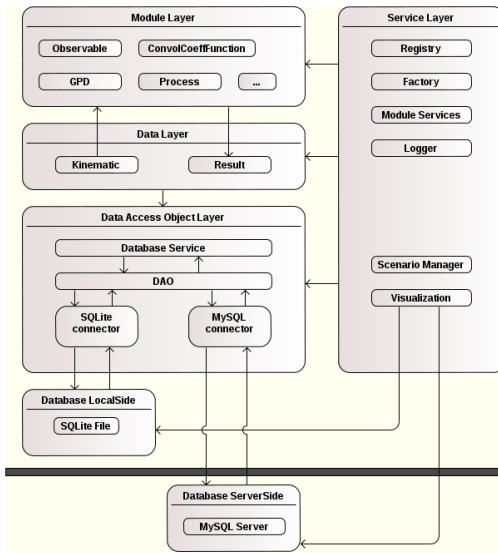 Module Layer
Observable
ConvolCoeffFunction
GPD
Process
...
Data Layer
Kinematic
Result
Data Access Object Layer
Database Service
DAO
SQLite
connector
MySQL
connector
Database LocalSide
SQLite File
Database ServerSide
MySQL Server
Service Layer
Registry
Factory
Module Services
Logger
Scenario Manager
Visualization